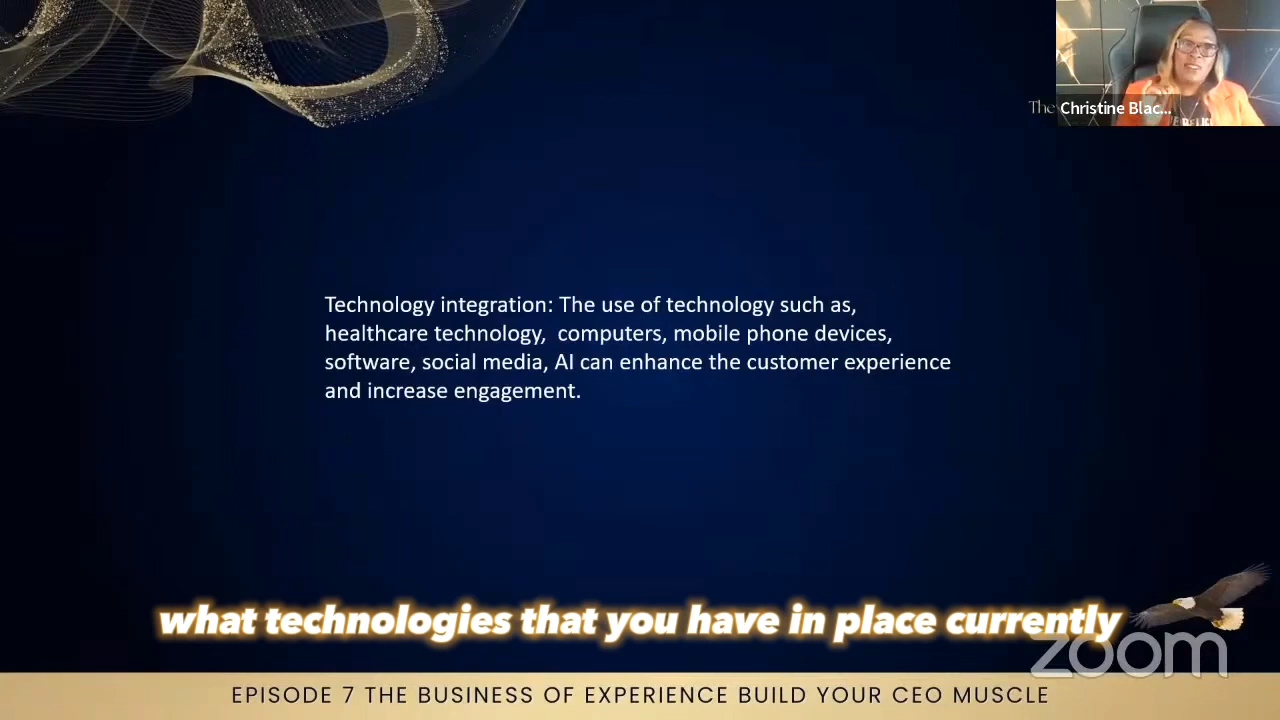 The
Christine Blac...
Technology integration: The use of technology such as,
healthcare technology,  computers, mobile phone devices,
software, social media, AI can enhance the customer experience
and increase engagement.
what technologies that you have in place currently
zoom
EPISODE 7 THE BUSINESS OF EXPERIENCE BUILD YOUR CEO MUSCLE